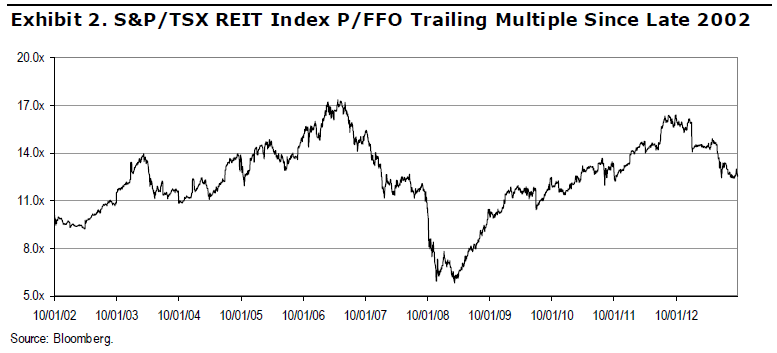 Exhibit 2. S&P/TSX REIT Index P/FFO Trailing Multiple Since Late 2002
20.0x
17.0x
14.0x
11.0x
8.0x
5.0x
10/01/02 10/01/03 10/01/04 10/01/05 10/01/06 10/01/07 10/01/08 10/01/09 10/01/10 10/01/11 10/01/12
Source: Bloomberg.